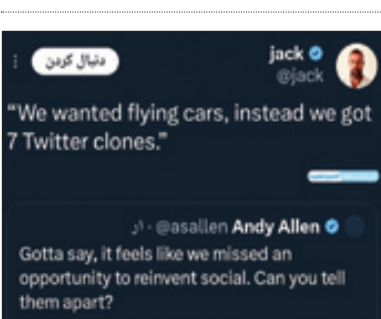 jack
دنبال کردن
@jack
“We wanted flying cars, instead we got
7 Twitter clones.”
Andy Allen @asallen
Gotta say, it feels like we missed an
opportunity to reinvent social. Can you tell
them apart?